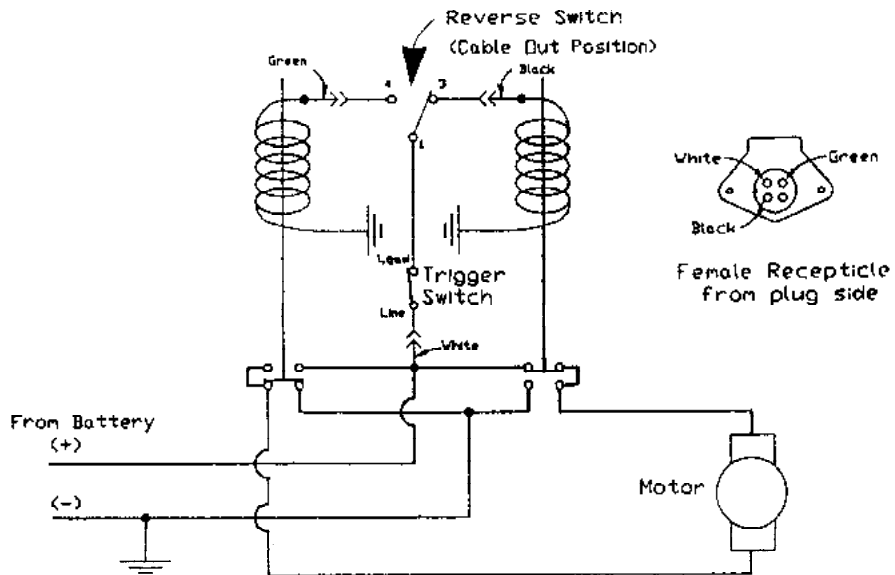 Reverse Switch
(Cable Out Position)
Green
Black
4
3
1
White
Green
Black
Female Recepticle
from plug side
Load
Trigger
Switch
Line
White
From Battery
(+)
(-)
Motor